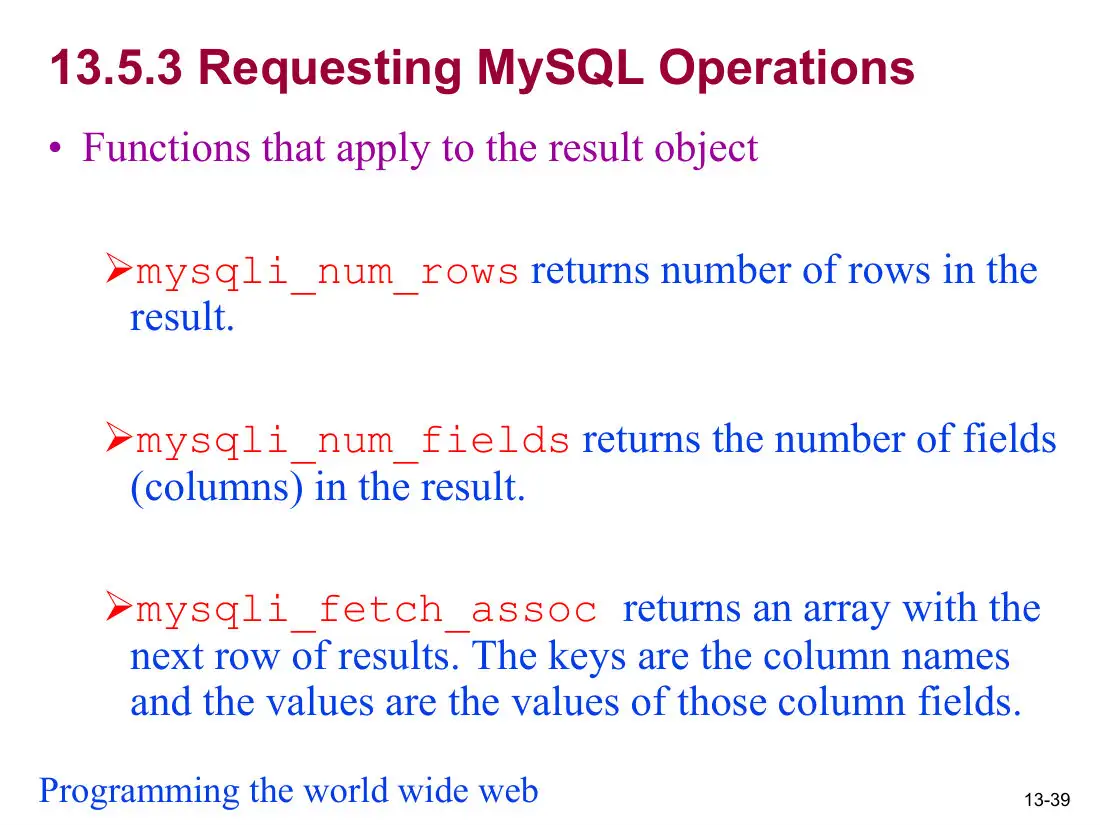 13.5.3 Requesting MySQL Operations
• Functions that apply to the result object
➢mysqli_num_rows returns number of rows in the
result.
➢mysqli_num_fields returns the number of fields
(columns) in the result.
➢mysqli_fetch_assoc returns an array with the
next row of results. The keys are the column names
and the values are the values of those column fields.
Programming the world wide web
13-39